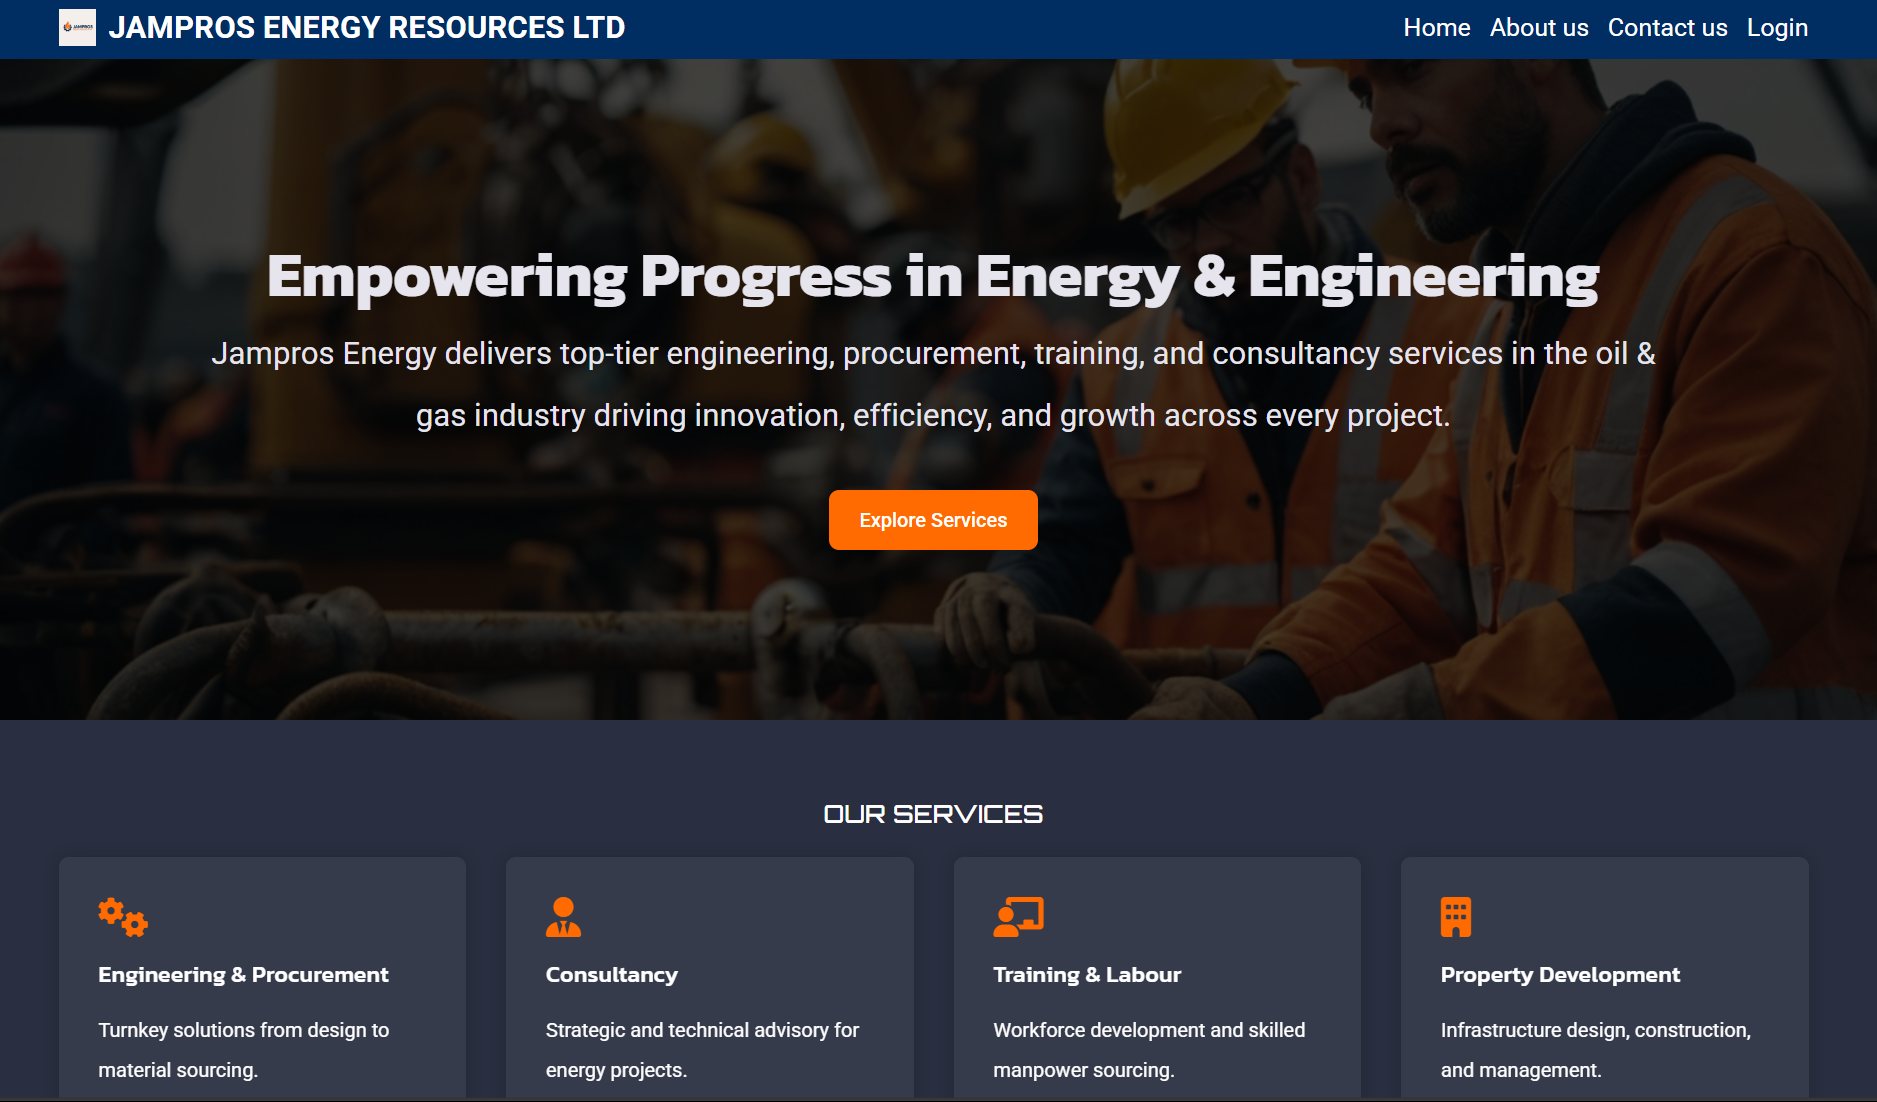 JAMPROS
JAMPROS ENERGY RESOURCES LTD
Home About us Contact us Login
Empowering Progress in Energy & Engineering
Jampros Energy delivers top-tier engineering, procurement, training, and consultancy services in the oil &
gas industry driving innovation, efficiency, and growth across every project.
Explore Services
OUR SERVICES
Engineering & Procurement
Turnkey solutions from design to
material sourcing.
Consultancy
Strategic and technical advisory for
energy projects.
Training & Labour
Workforce development and skilled
manpower sourcing.
Property Development
Infrastructure design, construction,
and management.